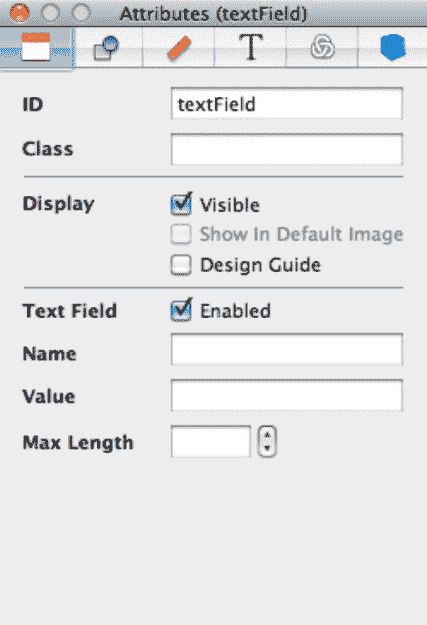 Attributes (textField)
T
ID textField
Class
Display Visible
Show In Default Image
Design Guide
Text Field Enabled
Name
Value
Max Length